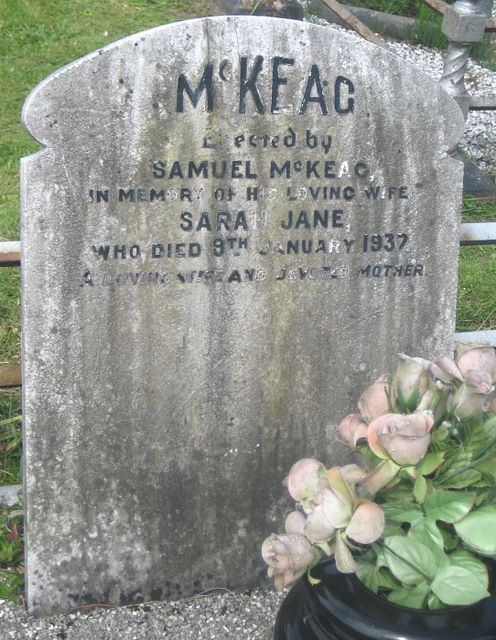 McKEAG
Erected by
SAMUEL McKEAG,
IN MEMORY OF HIS LOVING WIFE
SARAH JANE,
WHO DIED 9TH JANUARY 1937.
A LOVING WIFE AND DEVOTED MOTHER.